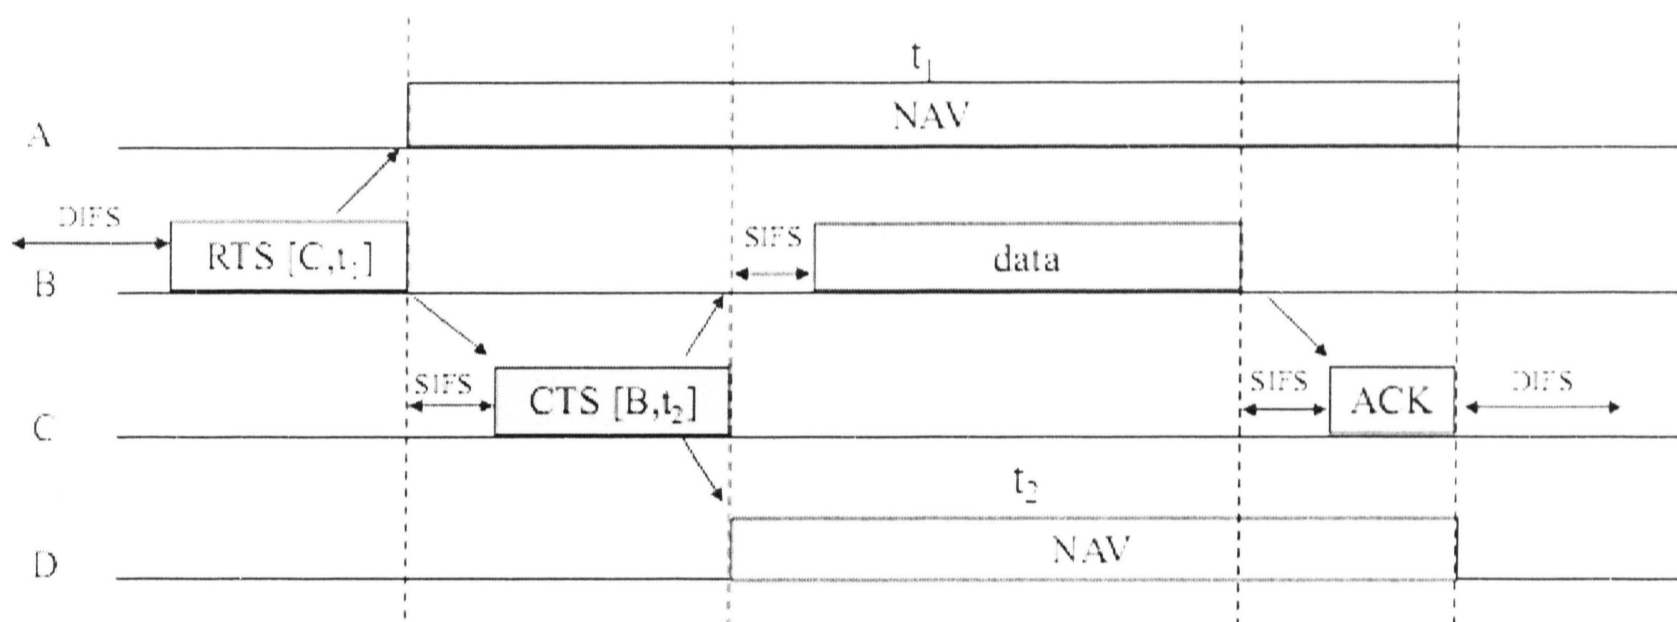 t₁
NAV
A
DIFS
RTS [C,t₁]
SIFS
data
B
SIFS
CTS [B,t₂]
SIFS
ACK
DIFS
C
t₂
NAV
D